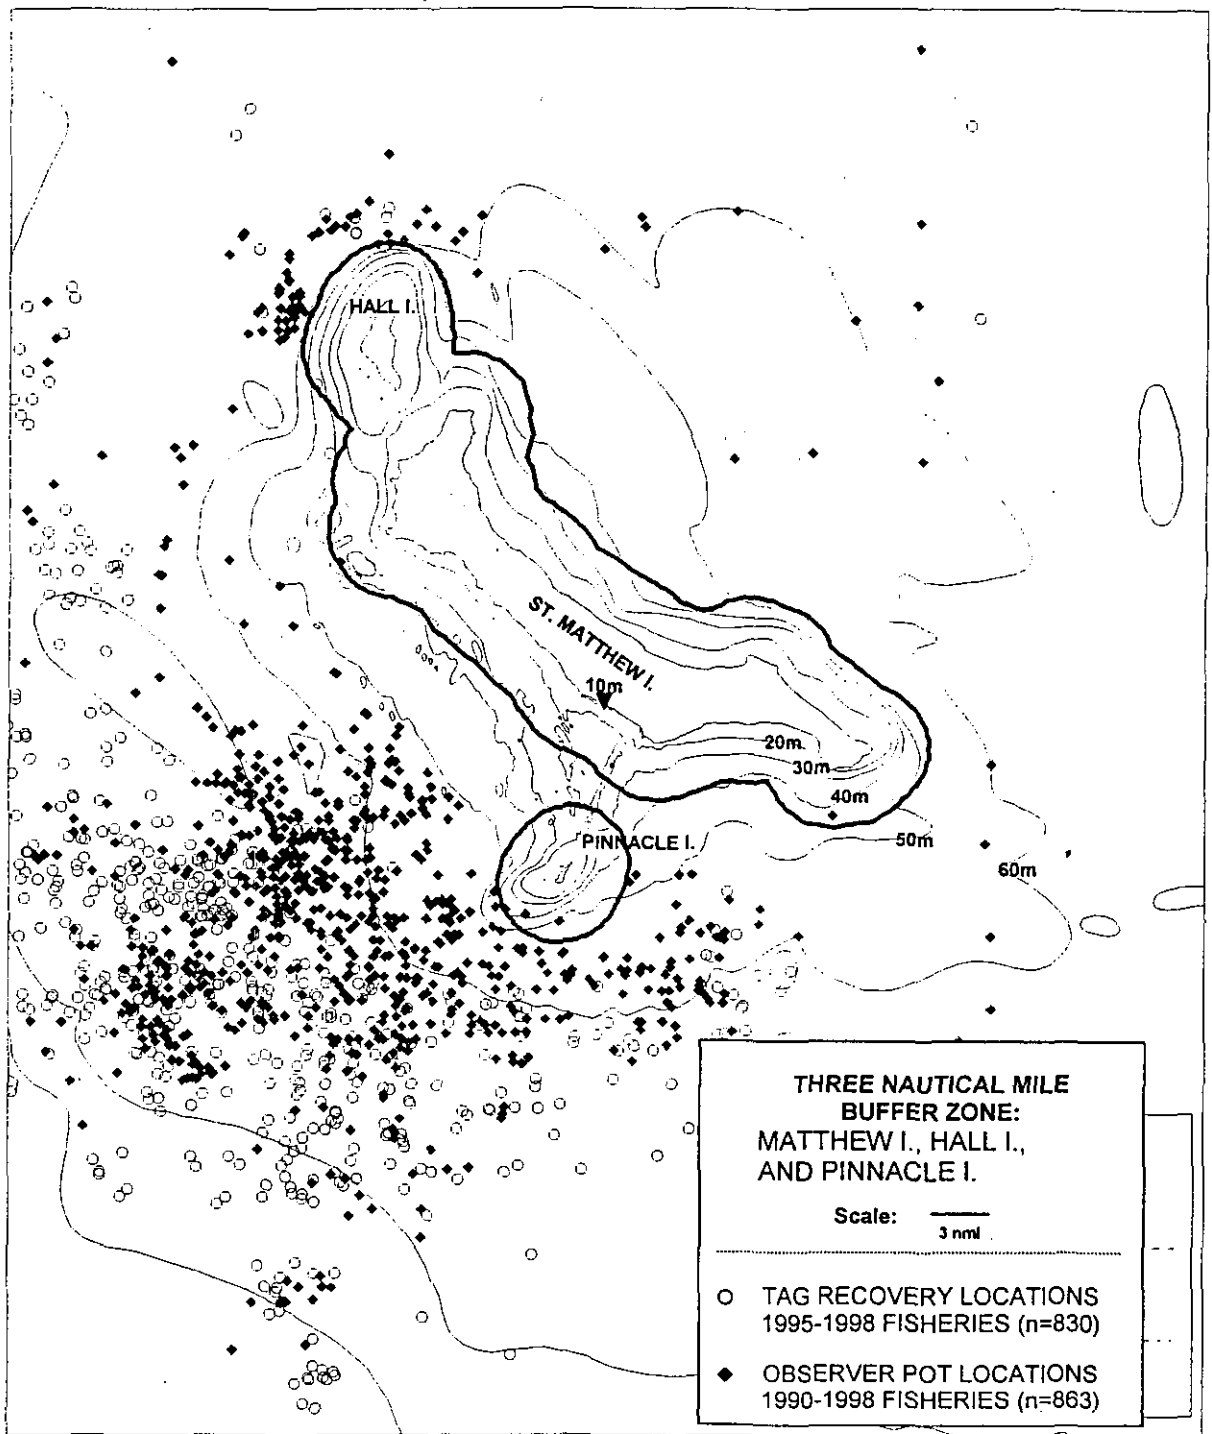 HALL I.
ST. MATTHEW I.
10m
20m
30m
40m
50m
60m
PINNACLE I.
THREE NAUTICAL MILE
BUFFER ZONE:
MATTHEW I., HALL I.,
AND PINNACLE I.
Scale:
3 nmi
TAG RECOVERY LOCATIONS
1995-1998 FISHERIES (n=830)
OBSERVER POT LOCATIONS
1990-1998 FISHERIES (n=863)